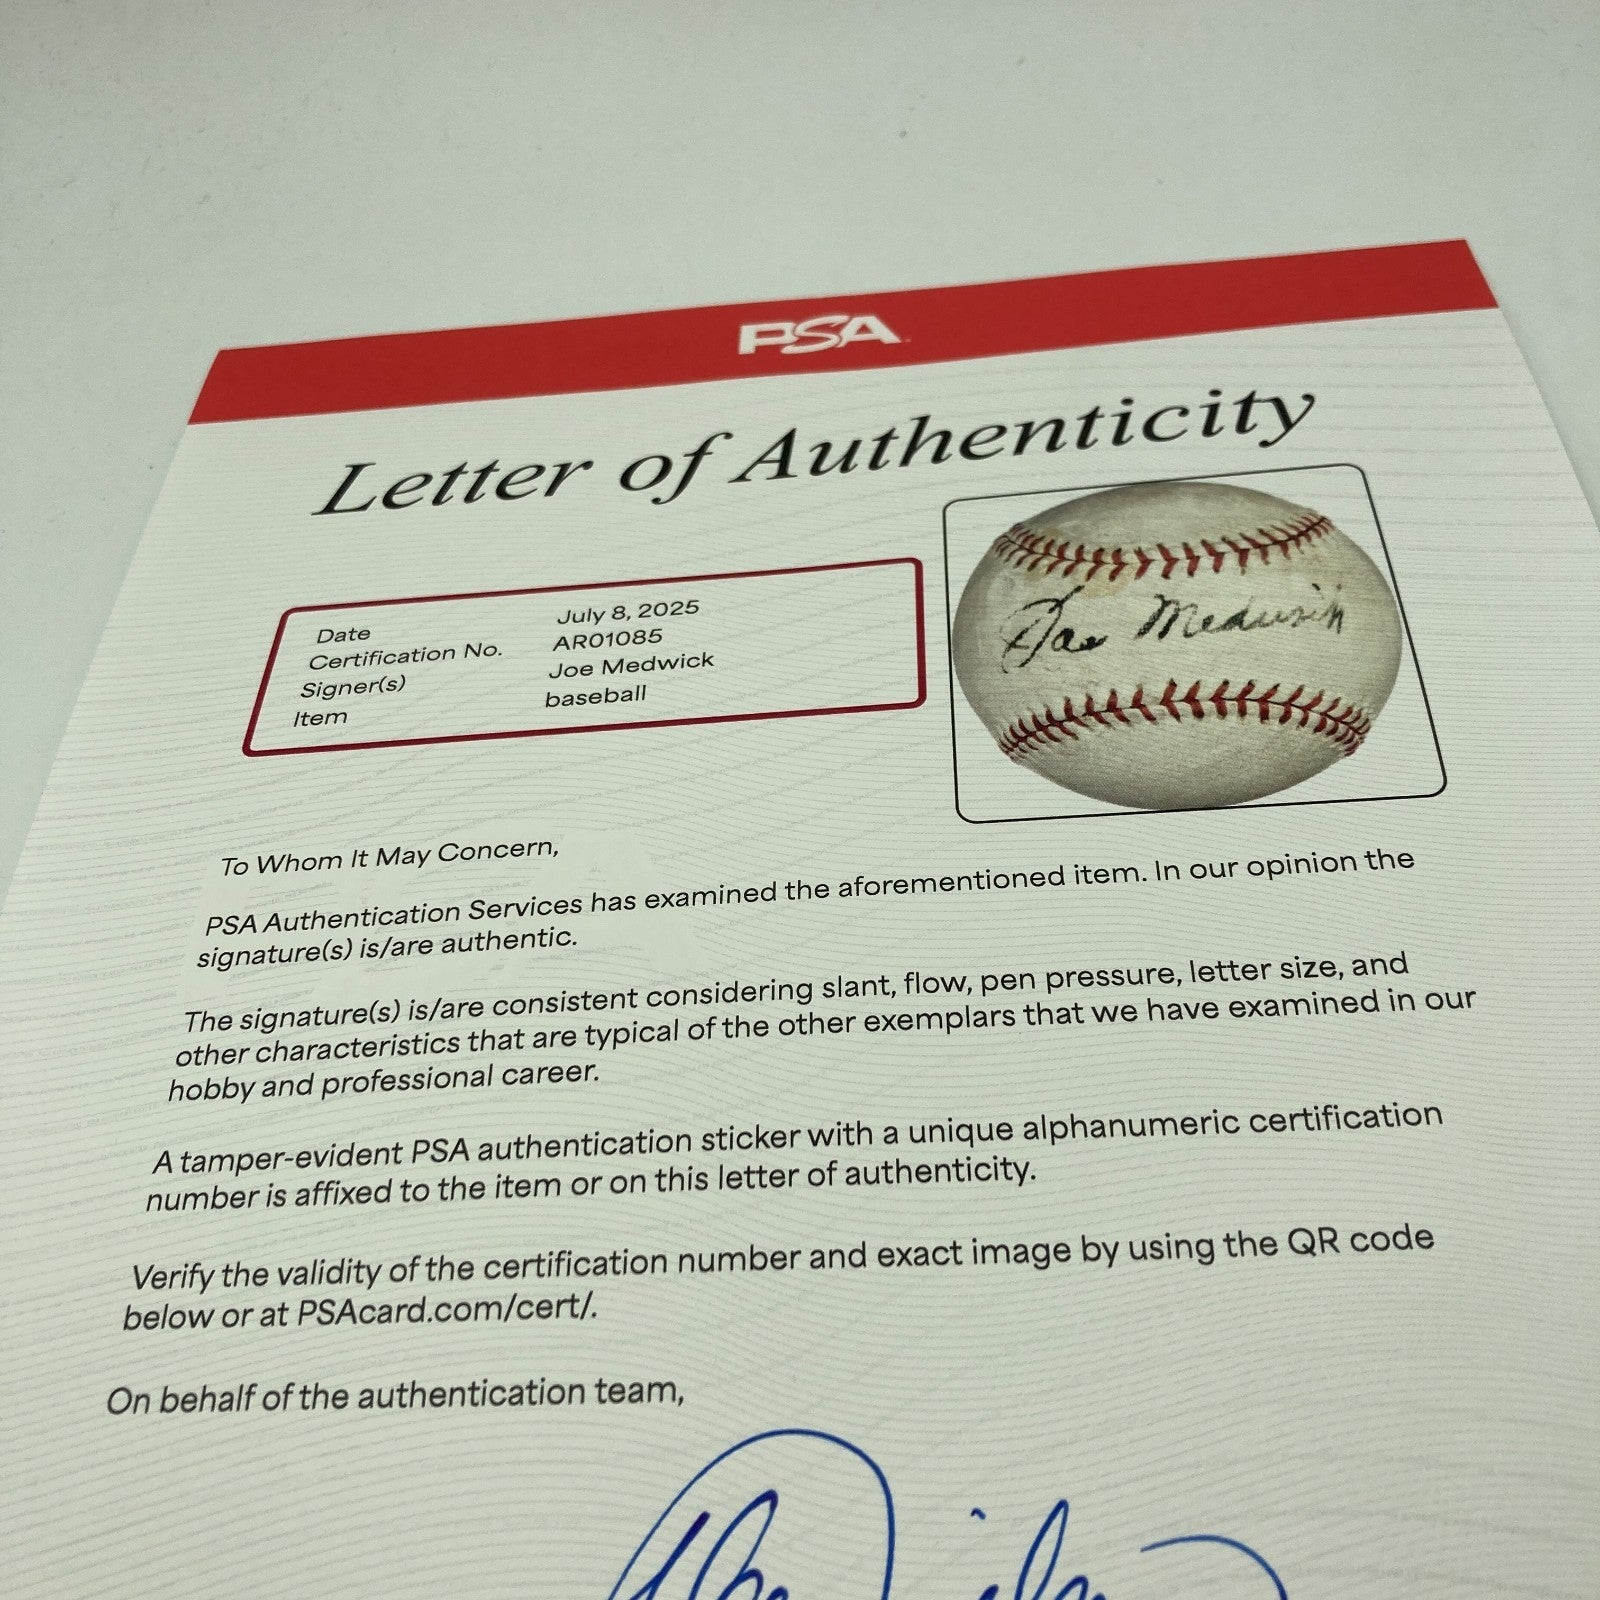 PSA
Letter of Authenticity
Date July 8, 2025
Certification No. AR01085
Signer(s) Joe Medwick
Item baseball
Joe Medwick
To Whom It May Concern,
PSA Authentication Services has examined the aforementioned item. In our opinion the
signature(s) is/are authentic.
The signature(s) is/are consistent considering slant, flow, pen pressure, letter size, and
other characteristics that are typical of the other exemplars that we have examined in our
hobby and professional career.
A tamper-evident PSA authentication sticker with a unique alphanumeric certification
number is affixed to the item or on this letter of authenticity.
Verify the validity of the certification number and exact image by using the QR code
below or at PSAcard.com/cert/.
On behalf of the authentication team,